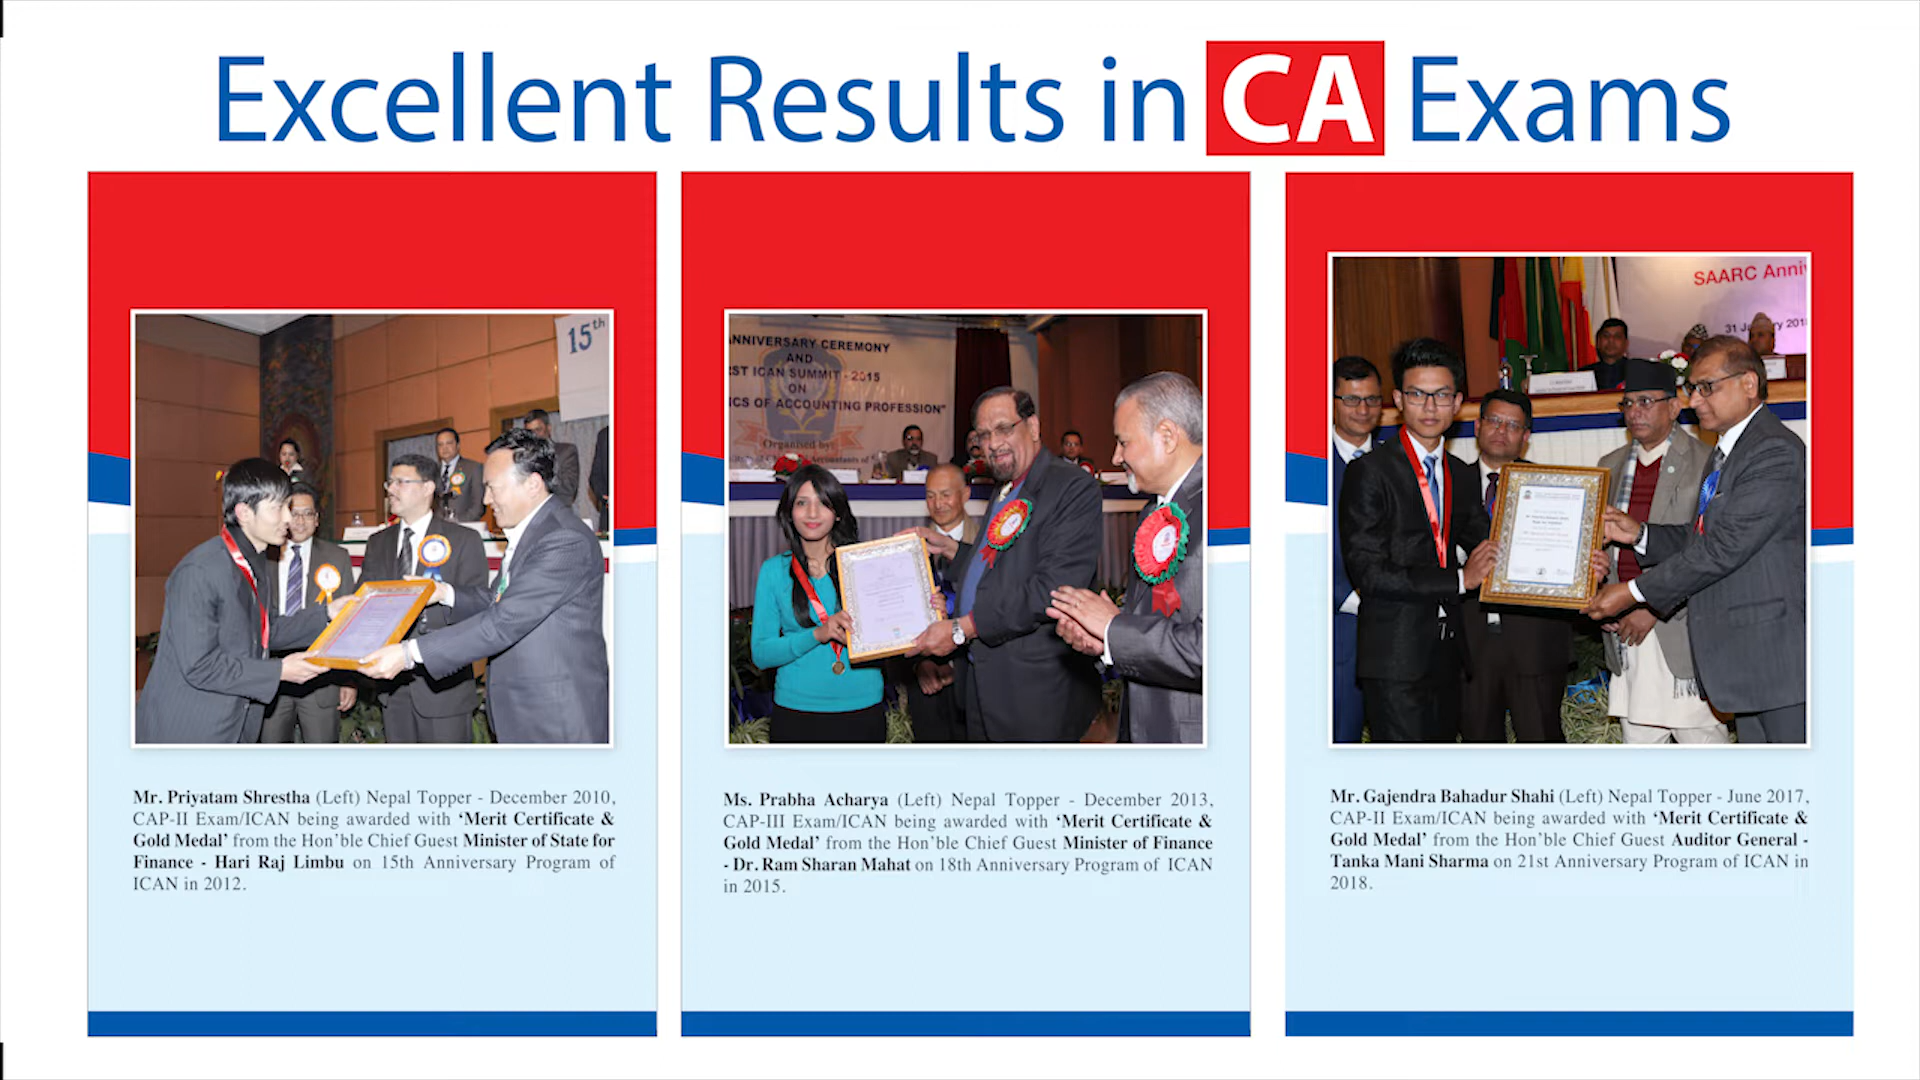 Excellent Results in CA Exams
15th
ANNIVERSARY CEREMONY
AND
ICAN SUMMIT - 2015
ON
OF ACCOUNTING PROFESSION"
Organised by:
SAARC
31
Mr. Priyatam Shrestha (Left) Nepal Topper - December 2010,
CAP-II Exam/ICAN being awarded with ‘Merit Certificate &
Gold Medal’ from the Hon’ble Chief Guest Minister of State for
Finance - Hari Raj Limbu on 15th Anniversary Program of
ICAN in 2012.
Ms. Prabha Acharya (Left) Nepal Topper - December 2013,
CAP-III Exam/ICAN being awarded with ‘Merit Certificate &
Gold Medal’ from the Hon’ble Chief Guest Minister of Finance
- Dr. Ram Sharan Mahat on 18th Anniversary Program of ICAN
in 2015.
Mr. Gajendra Bahadur Shahi (Left) Nepal Topper - June 2017,
CAP-II Exam/ICAN being awarded with ‘Merit Certificate &
Gold Medal’ from the Hon’ble Chief Guest Auditor General -
Tanka Mani Sharma on 21st Anniversary Program of ICAN in
2018.